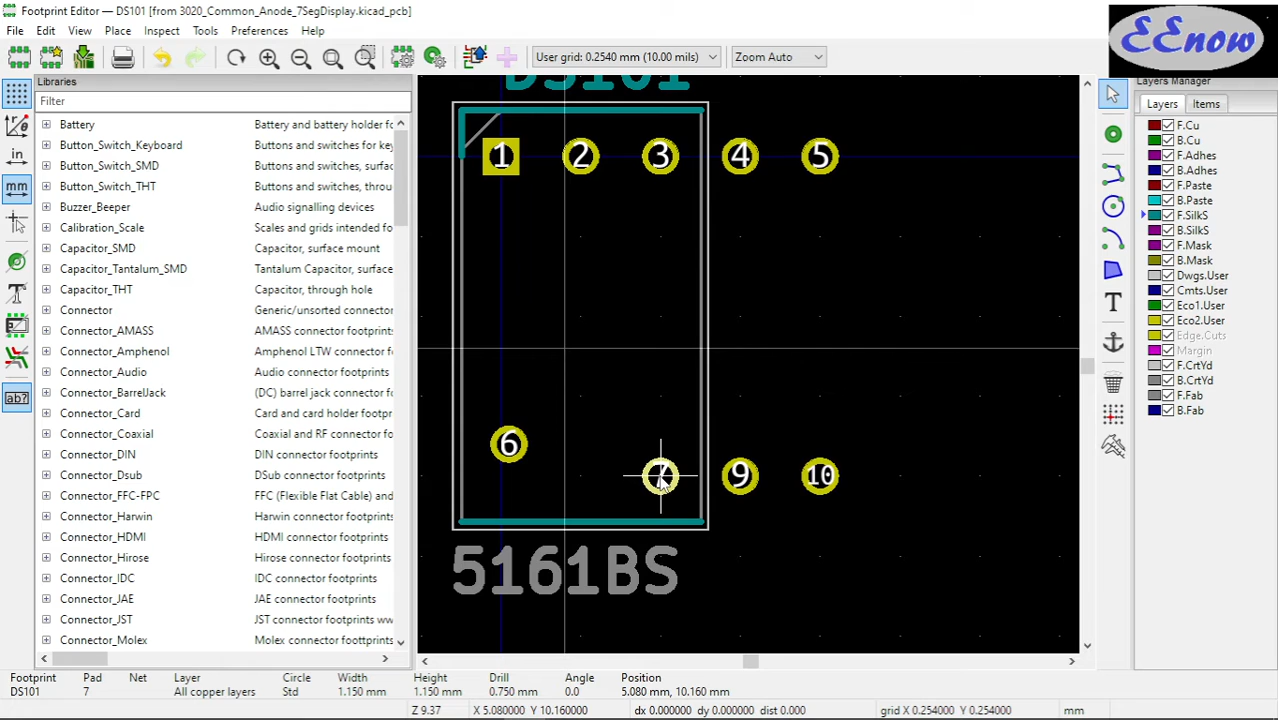 Footprint Editor — DS101 [from 3020_Common_Anode_7SegDisplay.kicad_pcb]
File Edit View Place Inspect Tools Preferences Help
EEnow
User grid: 0.2540 mm (10.00 mils) Zoom Auto
Libraries
Filter
Battery Battery and battery holder fo
Button_Switch_Keyboard Buttons and switches for key
Button_Switch_SMD Buttons and switches, surfac
Button_Switch_THT Buttons and switches, throu
Buzzer_Beeper Audio signalling devices
Calibration_Scale Scales and grids intended fo
Capacitor_SMD Capacitor, surface mount
Capacitor_Tantalum_SMD Tantalum Capacitor, surface
Capacitor_THT Capacitor, through hole
Connector Generic/unsorted connector
Connector_AMASS AMASS connector footprints
Connector_Amphenol Amphenol LTW connector foo
Connector_Audio Audio connector footprints
Connector_BarrelJack (DC) barrel jack connector fo
Connector_Card Card and card holder footpr
Connector_Coaxial Coaxial and RF connector fo
Connector_DIN DIN connector footprints
Connector_Dsub DSub connector footprints
Connector_FFC-FPC FFC (Flexible Flat Cable) and
Connector_Harwin Harwin connector footprints
Connector_HDMI HDMI connector footprints
Connector_Hirose Hirose connector footprints
Connector_IDC IDC connector footprints
Connector_JAE JAE connector footprints
Connector_JST JST connector footprints
Connector_Molex Molex connector footprints
in
mm
T
ab?
DS101
1 2 3 4 5
6
7 9 10
5161BS
T
Layers Manager
Layers Items
F.Cu
B.Cu
F.Adhes
B.Adhes
F.Paste
B.Paste
F.SilkS
B.SilkS
F.Mask
B.Mask
Dwgs.User
Cmts.User
Eco1.User
Eco2.User
Edge.Cuts
Margin
F.CrtYd
B.CrtYd
F.Fab
B.Fab
Footprint Pad Net Layer Circle Width Height Drill Angle Position
DS101 7 All copper layers Std 1.150 mm 1.150 mm 0.750 mm 0.0 5.080 mm, 10.160 mm
Z 9.37 X 5.080000 Y 10.160000 dx 0.000000 dy 0.000000 dist 0.000 grid X 0.254000 Y 0.254000 mm